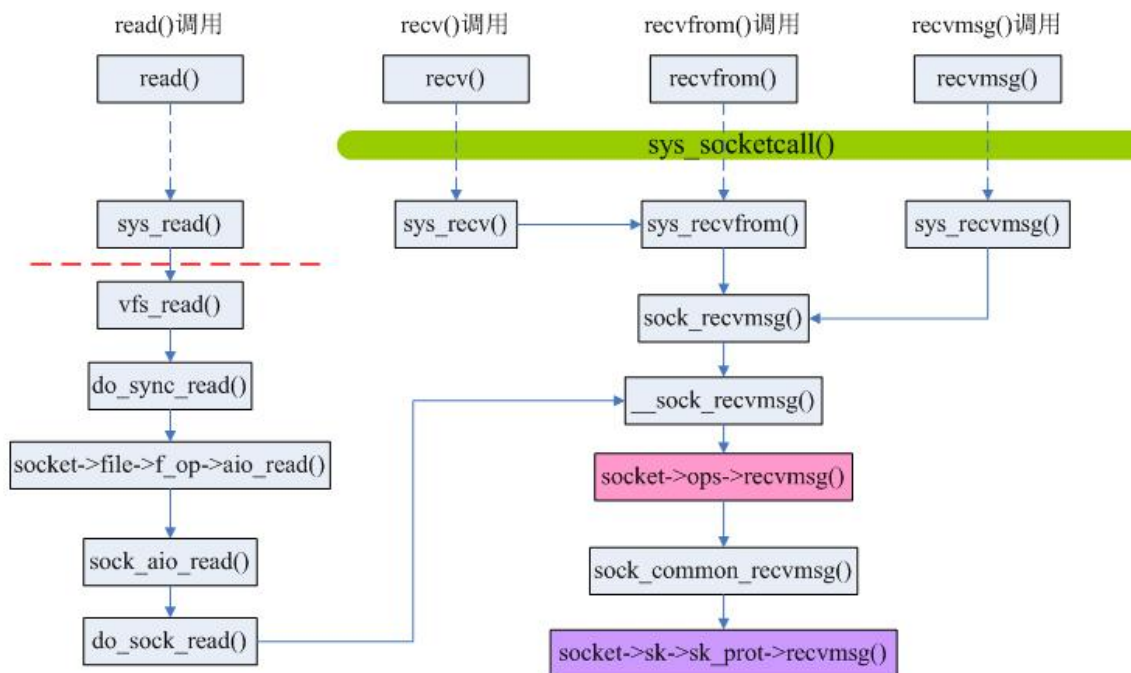 read()调用
recv()调用
recvfrom()调用
recvmsg()调用
read()
recv()
recvfrom()
recvmsg()
sys_socketcall()
sys_read()
sys_recv()
sys_recvfrom()
sys_recvmsg()
vfs_read()
sock_recvmsg()
do_sync_read()
__sock_recvmsg()
socket->file->f_op->aio_read()
socket->ops->recvmsg()
sock_aio_read()
sock_common_recvmsg()
do_sock_read()
socket->sk->sk_prot->recvmsg()